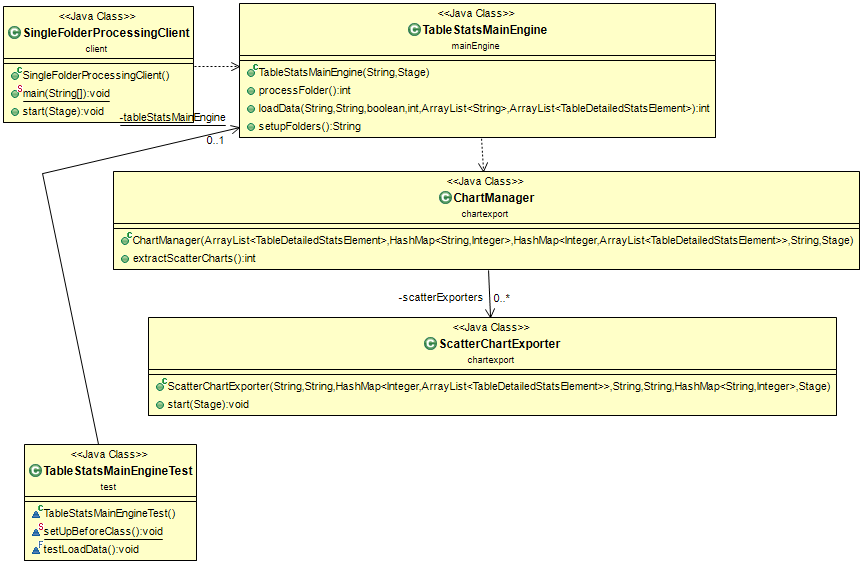 <<Java Class>>
SingleFolderProcessingClient
client
SingleFolderProcessingClient()
main(String[]):void
start(Stage):void
<<Java Class>>
TableStatsMainEngine
mainEngine
TableStatsMainEngine(String,Stage)
processFolder():int
loadData(String,String,boolean,int,ArrayList<String>,ArrayList<TableDetailedStatsElement>):int
setupFolders():String
-tableStatsMainEngine
0..1
<<Java Class>>
ChartManager
chartexport
ChartManager(ArrayList<TableDetailedStatsElement>,HashMap<String,Integer>,HashMap<Integer,ArrayList<TableDetailedStatsElement>>,String,Stage)
extractScatterCharts():int
-scatterExporters
0..*
<<Java Class>>
ScatterChartExporter
chartexport
ScatterChartExporter(String,String,HashMap<Integer,ArrayList<TableDetailedStatsElement>>,String,String,HashMap<String,Integer>,Stage)
start(Stage):void
<<Java Class>>
TableStatsMainEngineTest
test
TableStatsMainEngineTest()
setUpBeforeClass():void
testLoadData():void